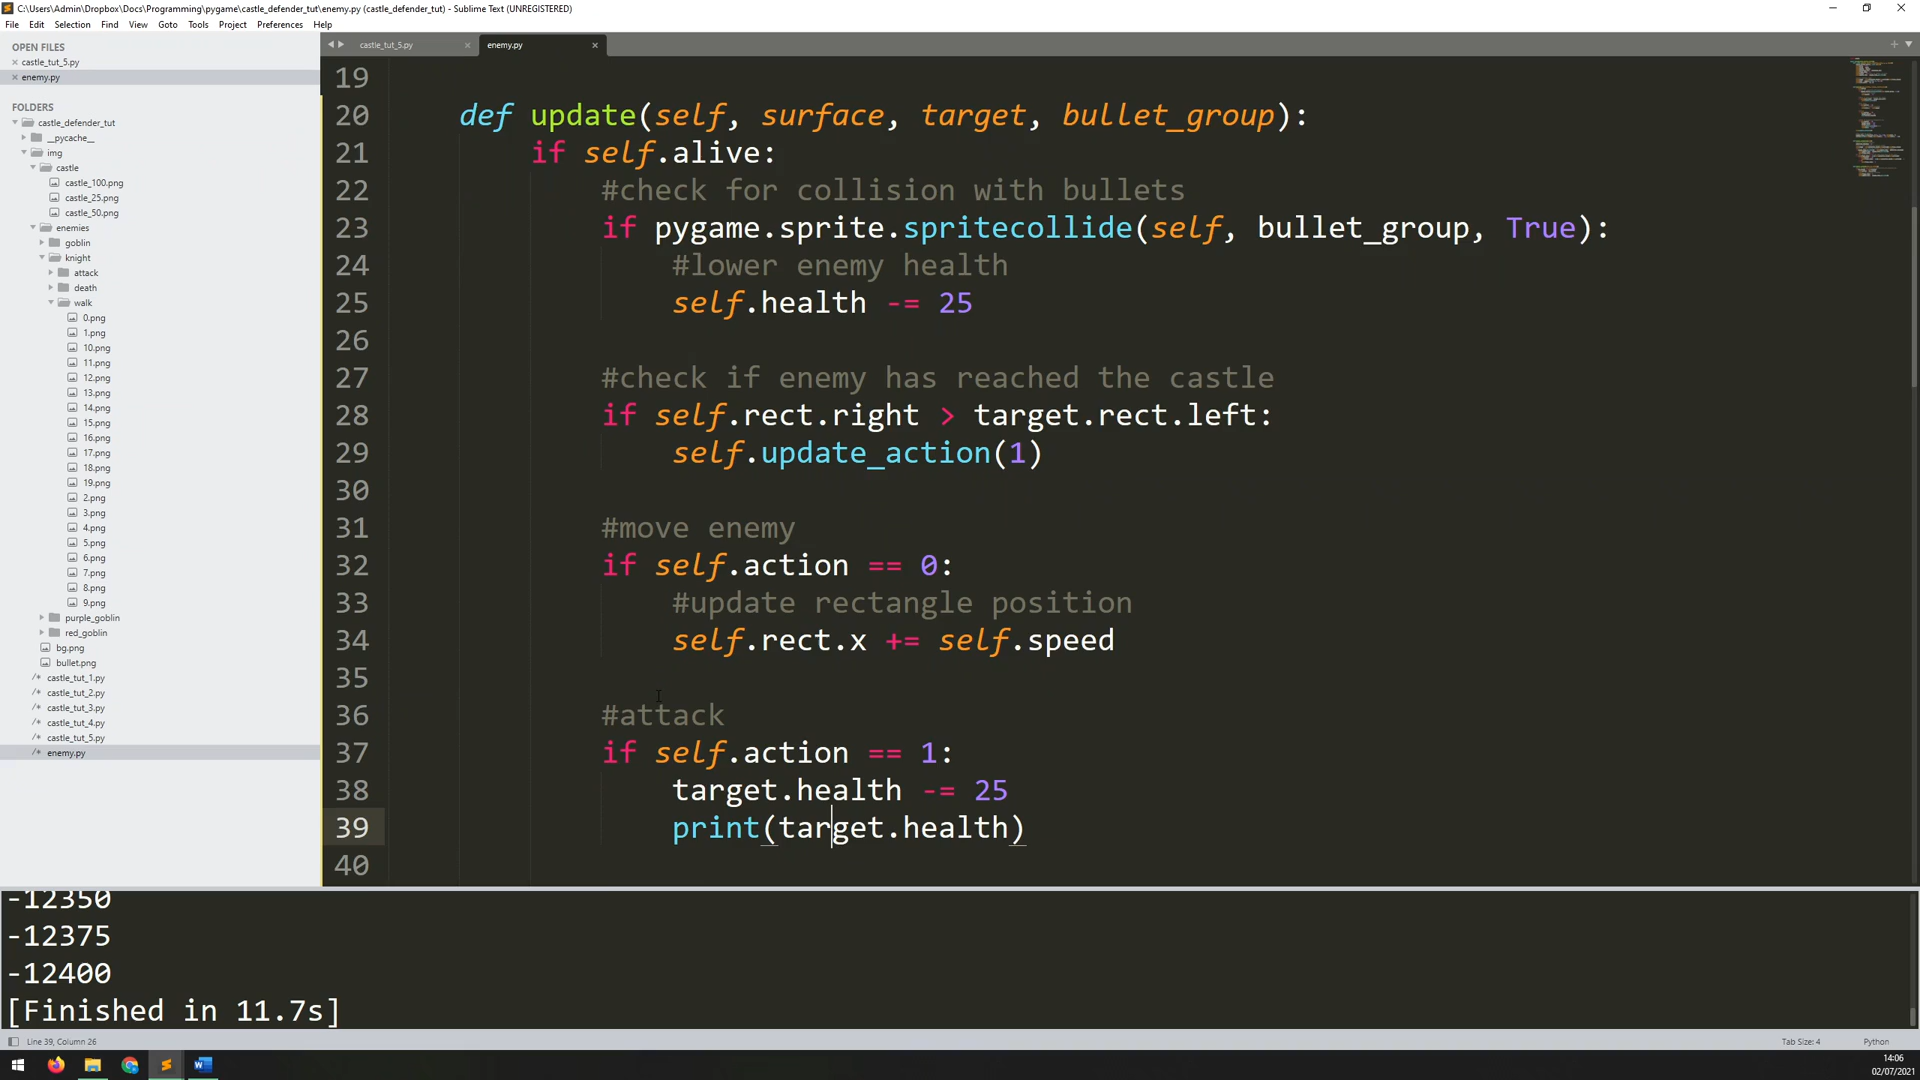 C:\Users\Admin\Dropbox\Docs\Programming\pygame\castle_defender_tut\enemy.py (castle_defender_tut) - Sublime Text (UNREGISTERED)
File Edit Selection Find View Goto Tools Project Preferences Help
OPEN FILES
castle_tut_5.py
enemy.py
FOLDERS
castle_defender_tut
__pycache__
img
castle
castle_100.png
castle_25.png
castle_50.png
enemies
goblin
knight
attack
death
walk
0.png
1.png
10.png
11.png
12.png
13.png
14.png
15.png
16.png
17.png
18.png
19.png
2.png
3.png
4.png
5.png
6.png
7.png
8.png
9.png
purple_goblin
red_goblin
bg.png
bullet.png
castle_tut_1.py
castle_tut_2.py
castle_tut_3.py
castle_tut_4.py
castle_tut_5.py
enemy.py
castle_tut_5.py enemy.py
19
20 def update(self, surface, target, bullet_group):
21 if self.alive:
22 #check for collision with bullets
23 if pygame.sprite.spritecollide(self, bullet_group, True):
24 #lower enemy health
25 self.health -= 25
26
27 #check if enemy has reached the castle
28 if self.rect.right > target.rect.left:
29 self.update_action(1)
30
31 #move enemy
32 if self.action == 0:
33 #update rectangle position
34 self.rect.x += self.speed
35
36 #attack
37 if self.action == 1:
38 target.health -= 25
39 print(target.health)
40
-12350
-12375
-12400
[Finished in 11.7s]
Line 39, Column 26 Tab Size: 4 Python
14:06
02/07/2021